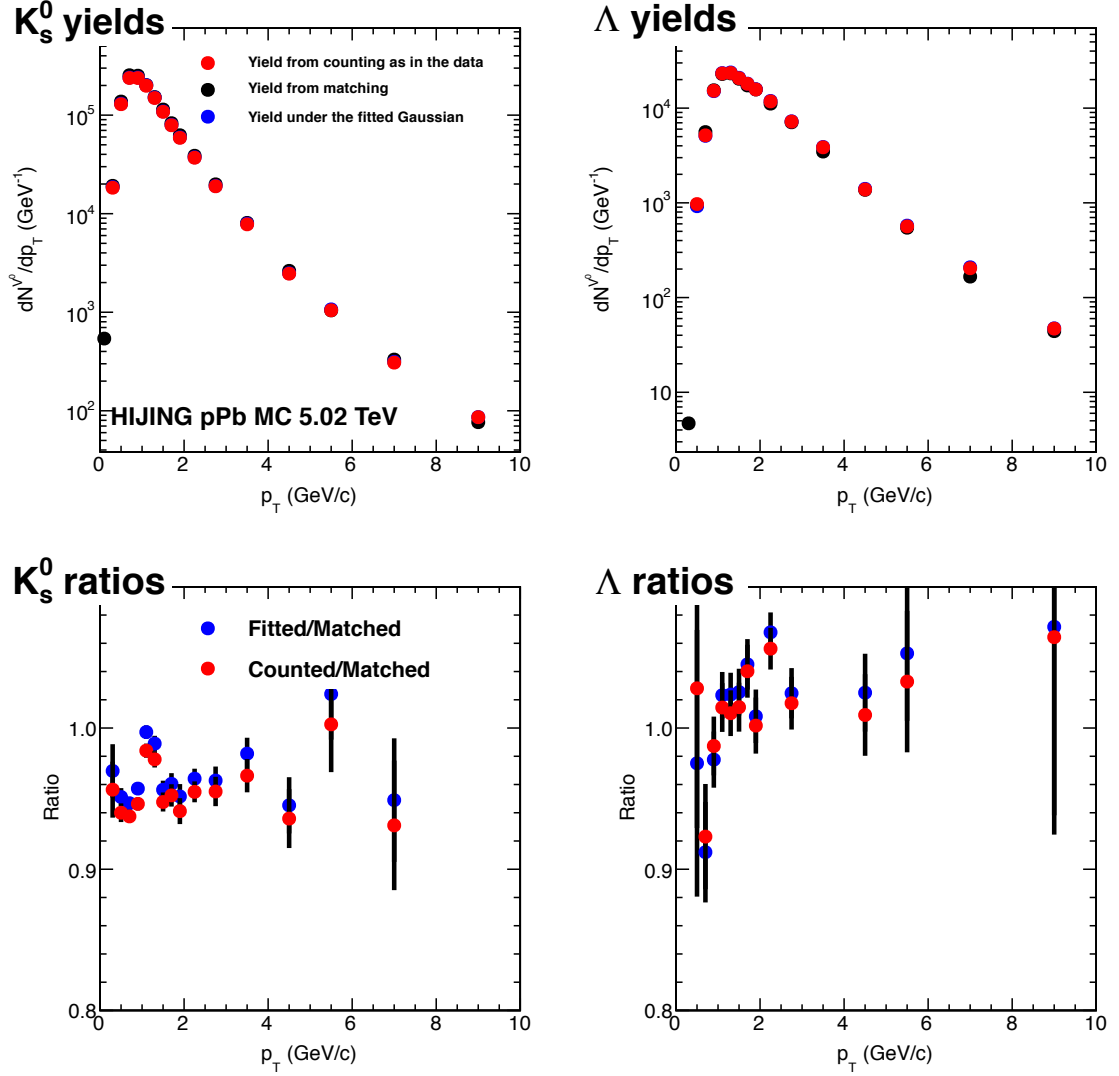 K⁰ₛ yields
Yield from counting as in the data
Yield from matching
Yield under the fitted Gaussian
dN^V⁰/dp_T (GeV⁻¹)
10⁵
10⁴
10³
10²
HIJING pPb MC 5.02 TeV
0 2 4 6 8 10
p_T (GeV/c)
Λ yields
dN^V⁰/dp_T (GeV⁻¹)
10⁴
10³
10²
10
0 2 4 6 8 10
p_T (GeV/c)
K⁰ₛ ratios
Fitted/Matched
Counted/Matched
Ratio
1.0
0.9
0.8
0 2 4 6 8 10
p_T (GeV/c)
Λ ratios
Ratio
1.0
0.9
0.8
0 2 4 6 8 10
p_T (GeV/c)